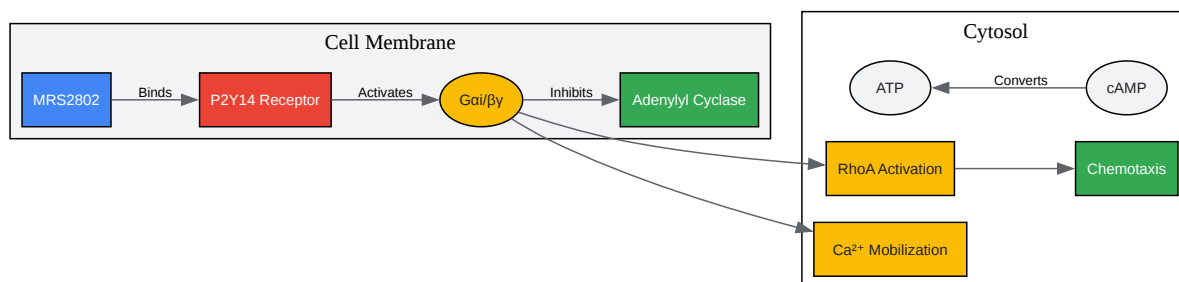 Cell Membrane
MRS2802
Binds
P2Y14 Receptor
Activates
Gαi/βγ
Inhibits
Adenylyl Cyclase
Cytosol
ATP
Converts
cAMP
RhoA Activation
Chemotaxis
Ca²⁺ Mobilization